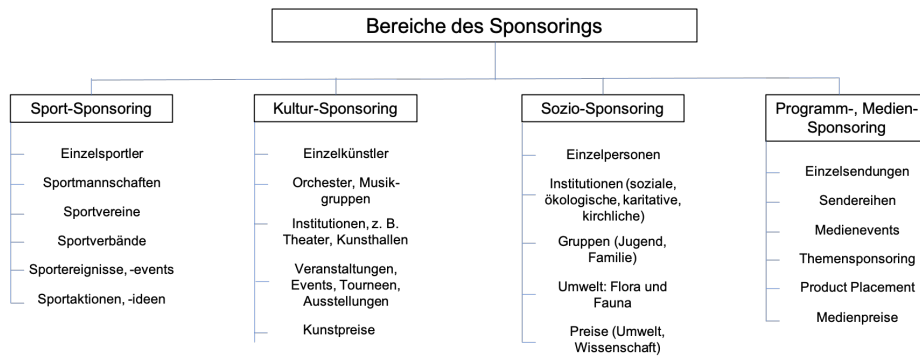 Bereiche des Sponsorings
Sport-Sponsoring
Einzelsportler
Sportmannschaften
Sportvereine
Sportverbände
Sportereignisse, -events
Sportaktionen, -ideen
Kultur-Sponsoring
Einzelkünstler
Orchester, Musik-
gruppen
Institutionen, z. B.
Theater, Kunsthallen
Veranstaltungen,
Events, Tourneen,
Ausstellungen
Kunstpreise
Sozio-Sponsoring
Einzelpersonen
Institutionen (soziale,
ökologische, karitative,
kirchliche)
Gruppen (Jugend,
Familie)
Umwelt: Flora und
Fauna
Preise (Umwelt,
Wissenschaft)
Programm-, Medien-
Sponsoring
Einzelsendungen
Sendereihen
Medienevents
Themensponsoring
Product Placement
Medienpreise